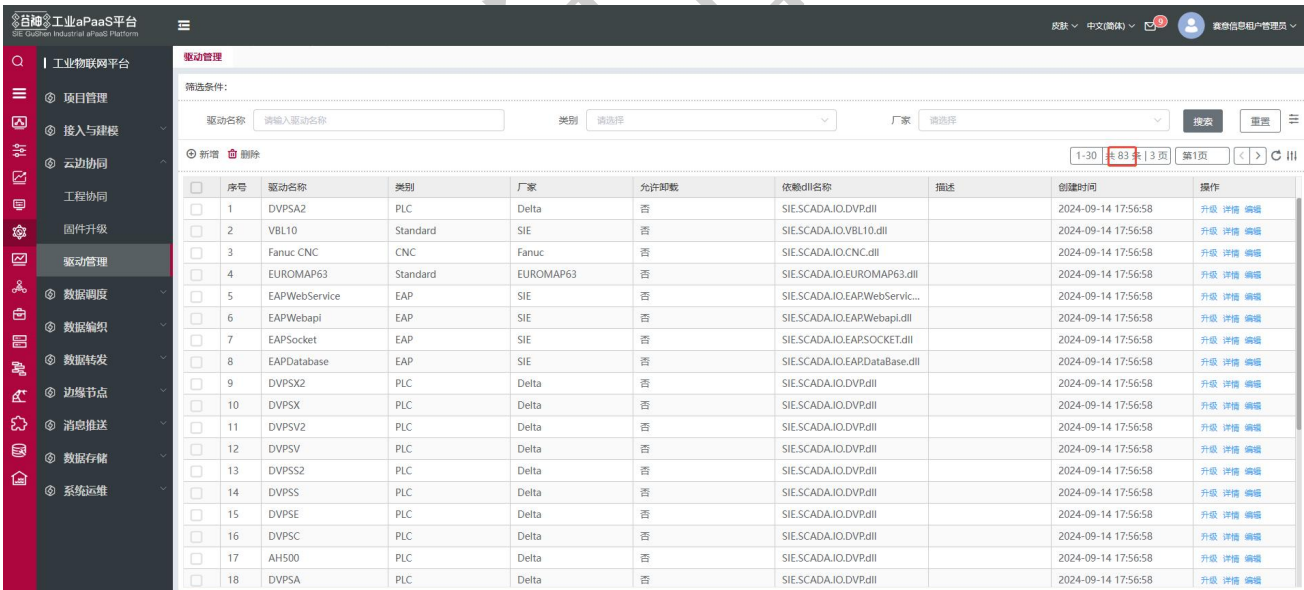 谷神 工业aPaaS平台
SIE GuShen Industrial aPaaS Platform
皮肤 中文(简体) 9 赛意信息租户管理员
工业物联网平台
项目管理
接入与建模
云边协同
工程协同
固件升级
驱动管理
数据调度
数据编织
数据转发
边缘节点
消息推送
数据存储
系统运维
驱动管理
筛选条件:
驱动名称 请输入驱动名称 类别 请选择 厂家 请选择 搜索 重置
新增 删除 1-30 共 83 条 3 页 第1页
序号 驱动名称 类别 厂家 允许卸载 依赖dll名称 描述 创建时间 操作
1 DVPSA2 PLC Delta 否 SIE.SCADA.IO.DVP.dll 2024-09-14 17:56:58 升级 详情 编辑
2 VBL10 Standard SIE 否 SIE.SCADA.IO.VBL10.dll 2024-09-14 17:56:58 升级 详情 编辑
3 Fanuc CNC CNC Fanuc 否 SIE.SCADA.IO.CNC.dll 2024-09-14 17:56:58 升级 详情 编辑
4 EUROMAP63 Standard EUROMAP63 否 SIE.SCADA.IO.EUROMAP63.dll 2024-09-14 17:56:58 升级 详情 编辑
5 EAPWebService EAP SIE 否 SIE.SCADA.IO.EAP.WebServic... 2024-09-14 17:56:58 升级 详情 编辑
6 EAPWebapi EAP SIE 否 SIE.SCADA.IO.EAP.Webapi.dll 2024-09-14 17:56:58 升级 详情 编辑
7 EAPSocket EAP SIE 否 SIE.SCADA.IO.EAP.SOCKET.dll 2024-09-14 17:56:58 升级 详情 编辑
8 EAPDatabase EAP SIE 否 SIE.SCADA.IO.EAP.DataBase.dll 2024-09-14 17:56:58 升级 详情 编辑
9 DVPSX2 PLC Delta 否 SIE.SCADA.IO.DVP.dll 2024-09-14 17:56:58 升级 详情 编辑
10 DVPSX PLC Delta 否 SIE.SCADA.IO.DVP.dll 2024-09-14 17:56:58 升级 详情 编辑
11 DVPSV2 PLC Delta 否 SIE.SCADA.IO.DVP.dll 2024-09-14 17:56:58 升级 详情 编辑
12 DVPSV PLC Delta 否 SIE.SCADA.IO.DVP.dll 2024-09-14 17:56:58 升级 详情 编辑
13 DVPSS2 PLC Delta 否 SIE.SCADA.IO.DVP.dll 2024-09-14 17:56:58 升级 详情 编辑
14 DVPSS PLC Delta 否 SIE.SCADA.IO.DVP.dll 2024-09-14 17:56:58 升级 详情 编辑
15 DVPSE PLC Delta 否 SIE.SCADA.IO.DVP.dll 2024-09-14 17:56:58 升级 详情 编辑
16 DVPSC PLC Delta 否 SIE.SCADA.IO.DVP.dll 2024-09-14 17:56:58 升级 详情 编辑
17 AH500 PLC Delta 否 SIE.SCADA.IO.DVP.dll 2024-09-14 17:56:58 升级 详情 编辑
18 DVPSA PLC Delta 否 SIE.SCADA.IO.DVP.dll 2024-09-14 17:56:58 升级 详情 编辑